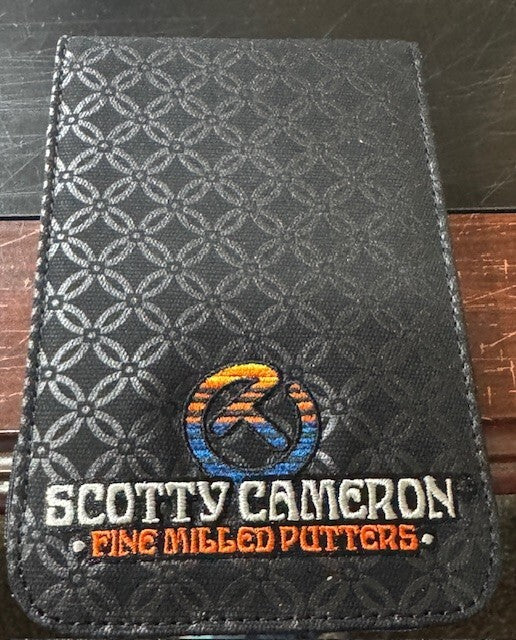 SCOTTY CAMERON
• FINE MILLED PUTTERS •